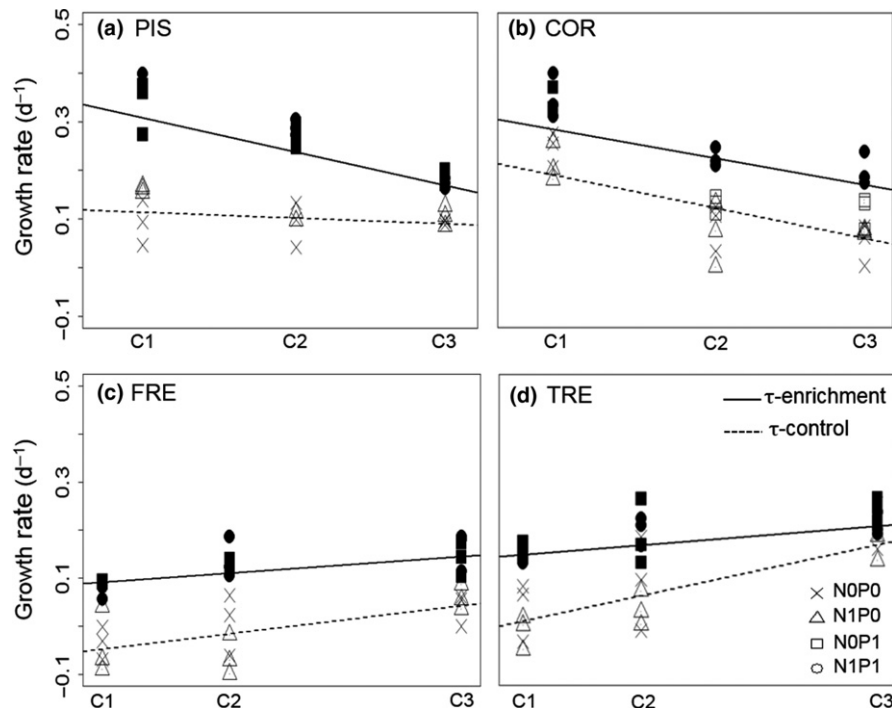 (a) PIS
(b) COR
Growth rate (d⁻¹)
0.5
0.3
0.1
−0.1
C1 C2 C3
C1 C2 C3
(c) FRE
(d) TRE
τ-enrichment
τ-control
Growth rate (d⁻¹)
0.5
0.3
0.1
−0.1
N0P0
N1P0
N0P1
N1P1
C1 C2 C3
C1 C2 C3